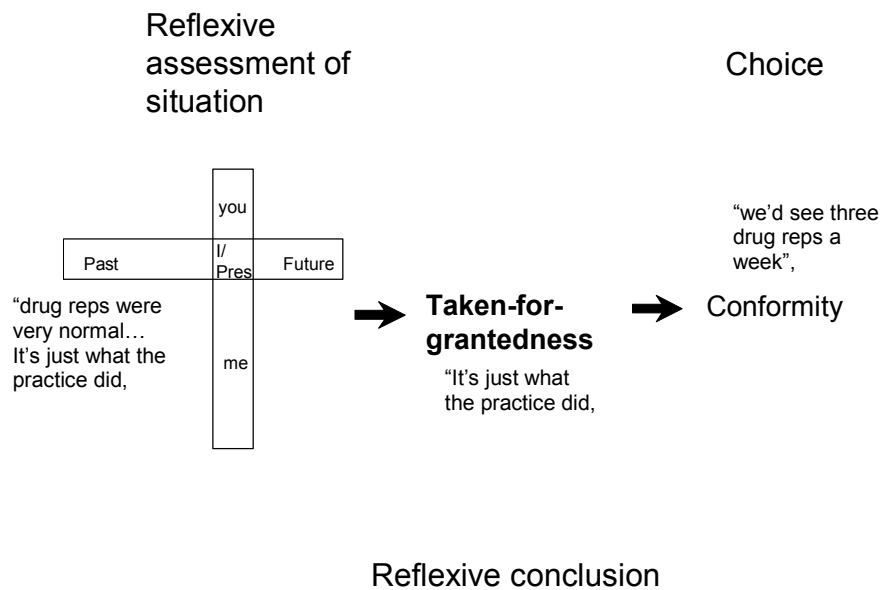 Reflexive
assessment of
situation
Choice
you
Past
I/
Pres
Future
me
“drug reps were
very normal…
It’s just what the
practice did,
Taken-for-
grantedness
“It’s just what
the practice did,
“we’d see three
drug reps a
week”,
Conformity
Reflexive conclusion